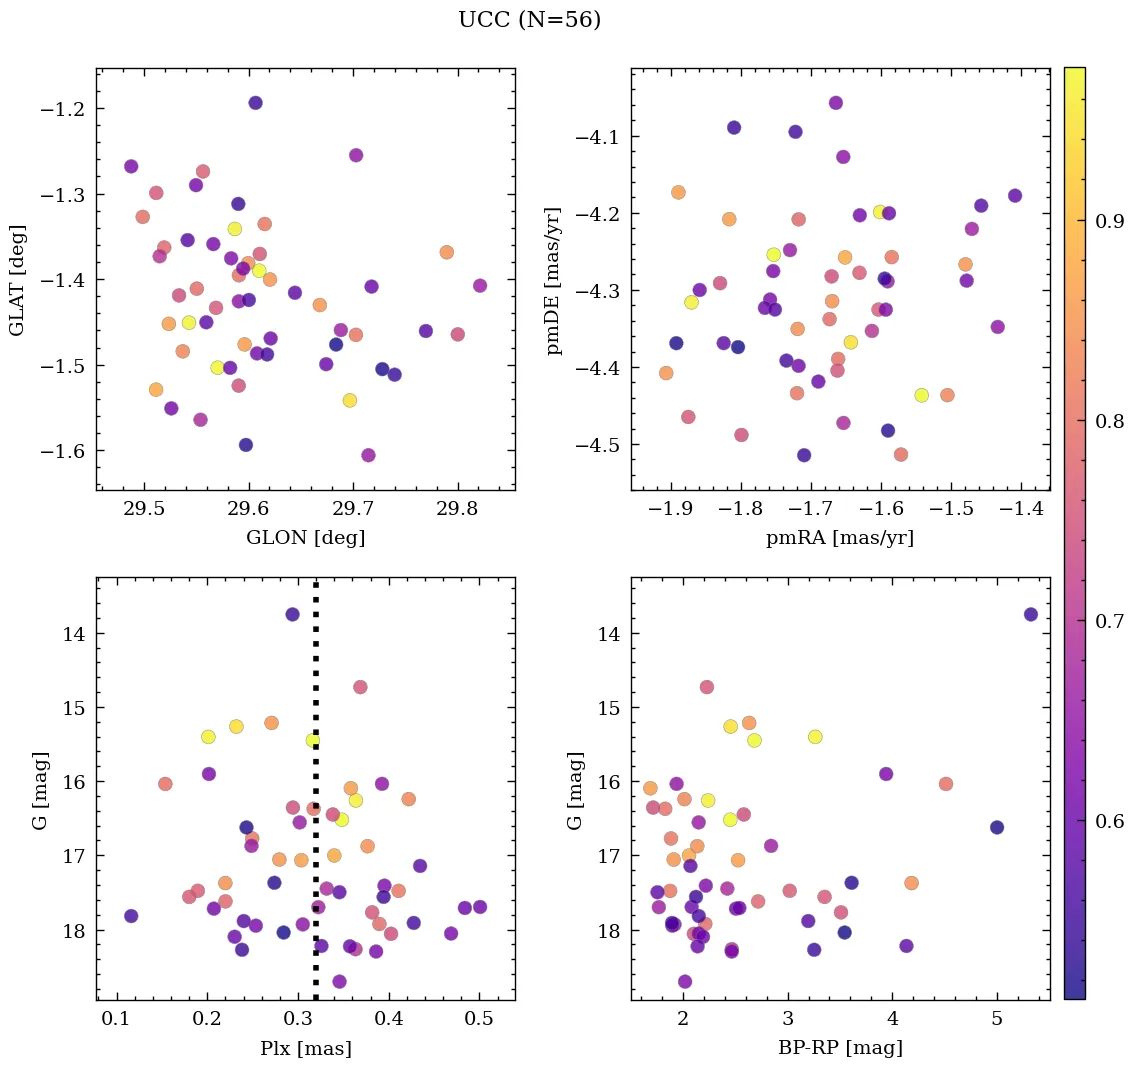 UCC (N=56)
−1.2
−1.3
−1.4
−1.5
−1.6
GLAT [deg]
29.5 29.6 29.7 29.8
GLON [deg]
−4.1
−4.2
−4.3
−4.4
−4.5
pmDE [mas/yr]
−1.9 −1.8 −1.7 −1.6 −1.5 −1.4
pmRA [mas/yr]
0.9
0.8
0.7
0.6
14
15
16
17
18
G [mag]
0.1 0.2 0.3 0.4 0.5
Plx [mas]
14
15
16
17
18
G [mag]
2 3 4 5
BP-RP [mag]